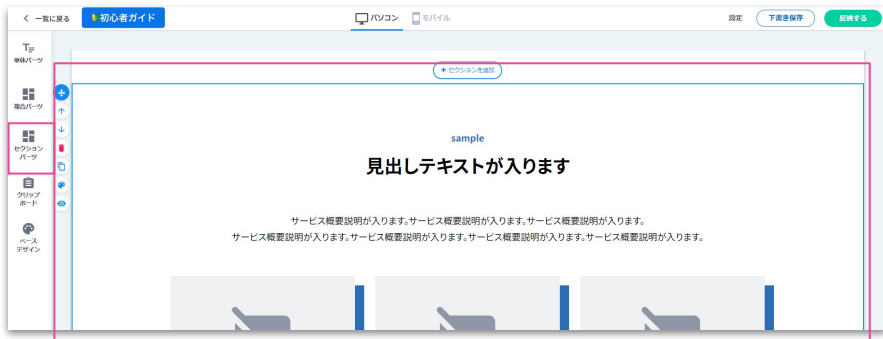 一覧に戻る
初心者ガイド
パソコン
モバイル
設定
下書き保存
反映する
単体パーツ
複合パーツ
セクション
パーツ
クリップ
ボード
ベース
デザイン
+ セクションを追加
sample
見出しテキストが入ります
サービス概要説明が入ります。サービス概要説明が入ります。サービス概要説明が入ります。
サービス概要説明が入ります。サービス概要説明が入ります。サービス概要説明が入ります。サービス概要説明が入ります。